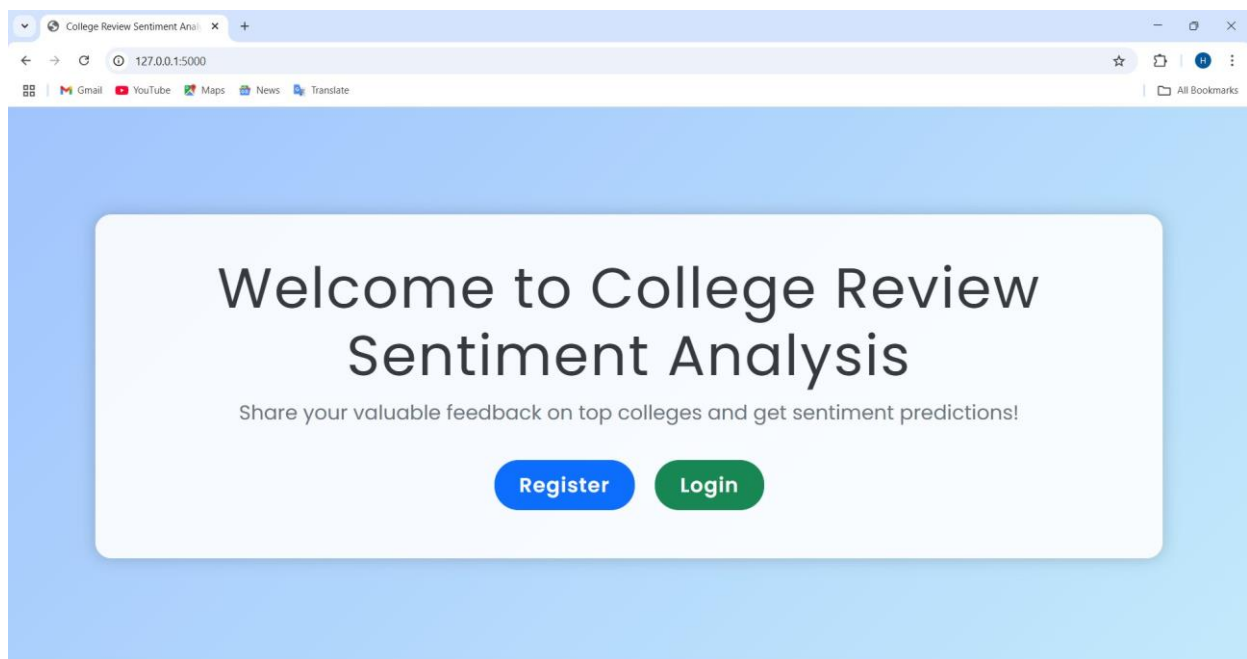 College Review Sentiment Anal
127.0.0.1:5000
H
Gmail YouTube Maps News Translate All Bookmarks
Welcome to College Review
Sentiment Analysis
Share your valuable feedback on top colleges and get sentiment predictions!
Register Login